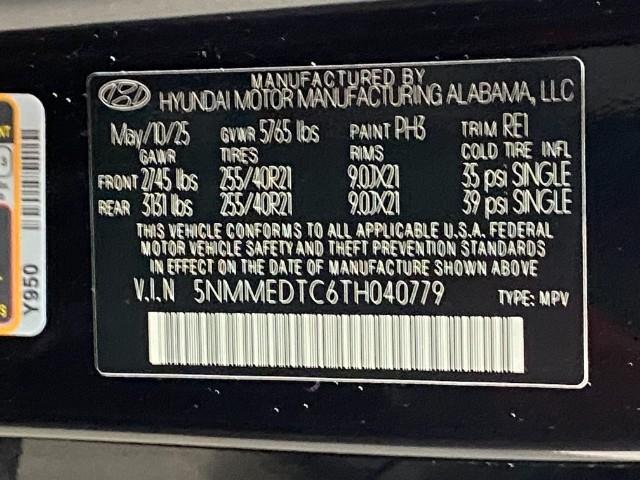 MANUFACTURED BY
HYUNDAI MOTOR MANUFACTURING ALABAMA, LLC
May/10/25 GVWR 5765 lbs PAINT PH3 TRIM RE1
GAWR TIRES RIMS COLD TIRE INFL
FRONT 2745 lbs 255/40R21 9.0JX21 35 psi SINGLE
REAR 3131 lbs 255/40R21 9.0JX21 39 psi SINGLE
THIS VEHICLE CONFORMS TO ALL APPLICABLE U.S.A. FEDERAL
MOTOR VEHICLE SAFETY AND THEFT PREVENTION STANDARDS
IN EFFECT ON THE DATE OF MANUFACTURE SHOWN ABOVE.
V.I.N 5NMMEDTC6TH040779 TYPE: MPV
Y950